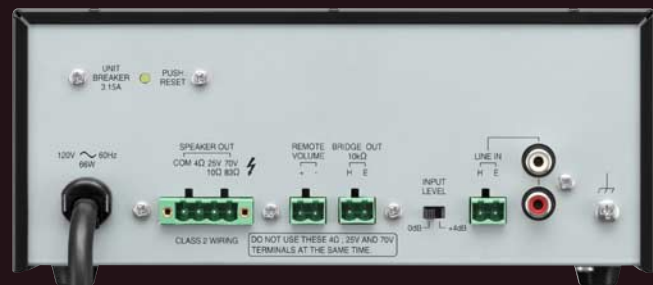 UNIT
BREAKER
3.15A
PUSH
RESET
120V ~ 60Hz
66W
SPEAKER OUT
COM 4Ω 25V 70V
10Ω 83Ω
CLASS 2 WIRING
REMOTE
VOLUME
+ -
BRIDGE OUT
10kΩ
H E
DO NOT USE THESE 4Ω, 25V AND 70V
TERMINALS AT THE SAME TIME.
INPUT
LEVEL
0dB +4dB
LINE IN
H E